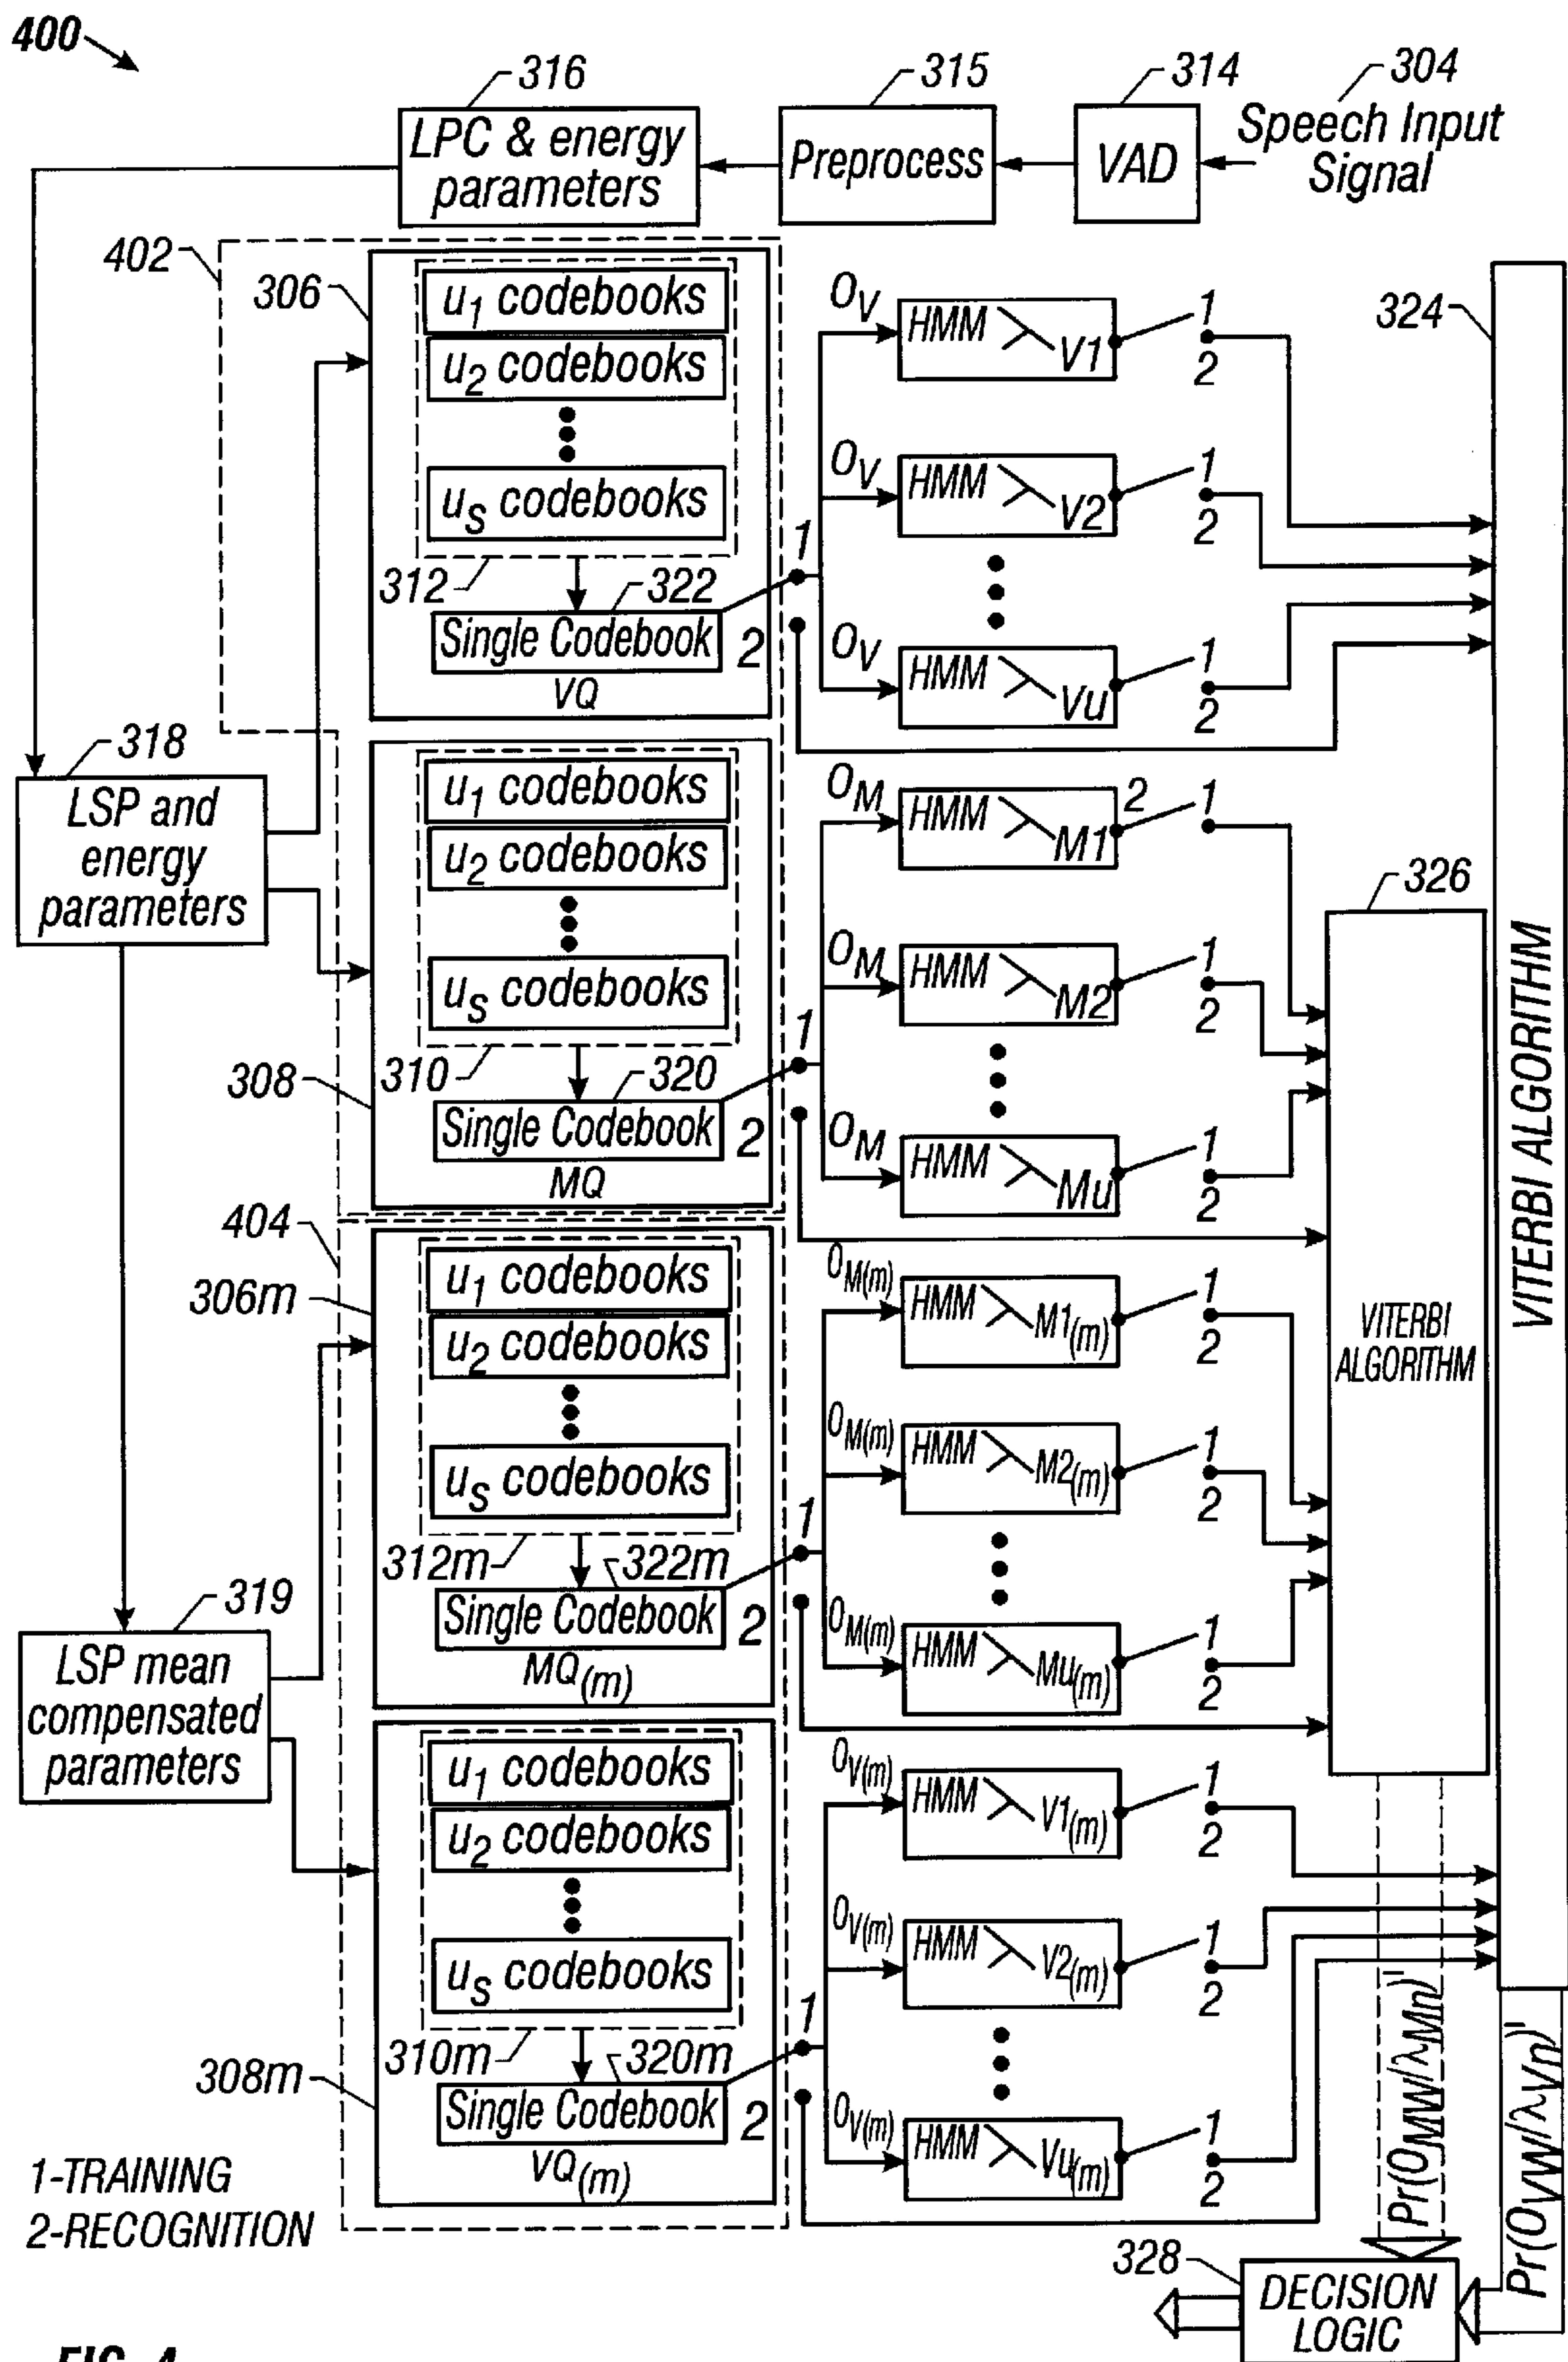 400
316
315
314
304
LPC & energy
parameters
Preprocess
VAD
Speech Input
Signal
402
306
u1 codebooks
u2 codebooks
us codebooks
312
322
Single Codebook
2
VQ
1
OV
HMM λ V1
1
2
OV
HMM λ V2
1
2
OV
HMM λ Vu
1
2
324
VITERBI ALGORITHM
318
LSP and
energy
parameters
308
u1 codebooks
u2 codebooks
us codebooks
310
320
Single Codebook
2
MQ
1
OM
HMM λ M1
2
1
OM
HMM λ M2
1
2
OM
HMM λ Mu
1
2
326
VITERBI
ALGORITHM
404
306m
u1 codebooks
u2 codebooks
us codebooks
312m
322m
Single Codebook
2
MQ(m)
1
OM(m)
HMM λ M1(m)
1
2
OM(m)
HMM λ M2(m)
1
2
OM(m)
HMM λ Mu(m)
1
2
319
LSP mean
compensated
parameters
308m
u1 codebooks
u2 codebooks
us codebooks
310m
320m
Single Codebook
2
VQ(m)
1
OV(m)
HMM λ V1(m)
1
2
OV(m)
HMM λ V2(m)
1
2
OV(m)
HMM λ Vu(m)
1
2
Pr(OMW/λMn)'
Pr(OVW/λVn)'
1-TRAINING
2-RECOGNITION
328
DECISION
LOGIC
FIG. 4